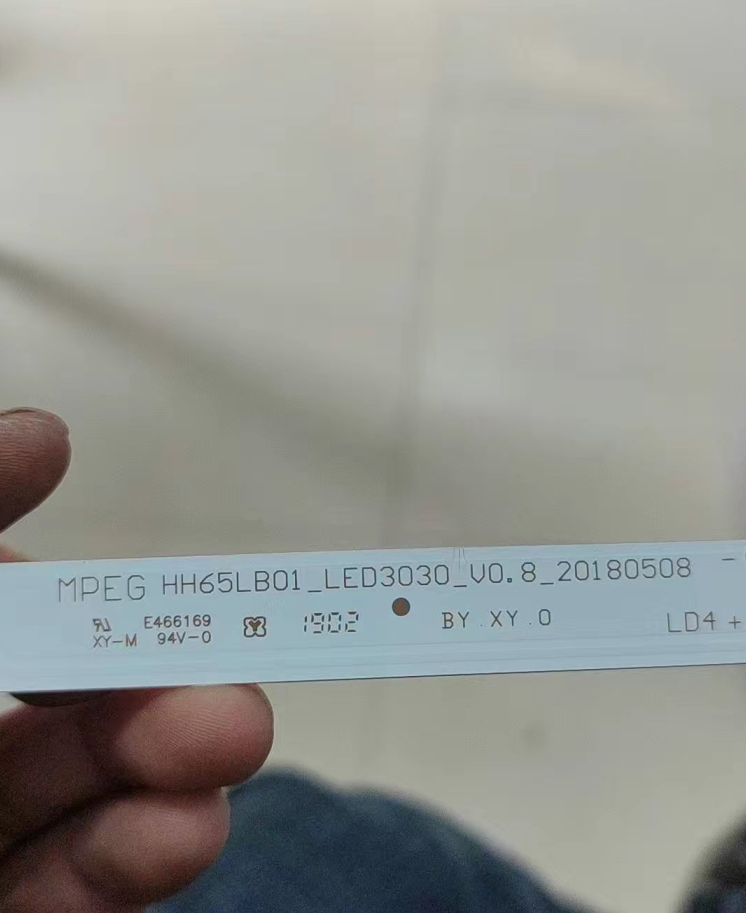 MPEG HH65LB01_LED3030_V0.8_20180508 -
E466169
XY-M 94V-0
1902
BY.XY.0
LD4 +